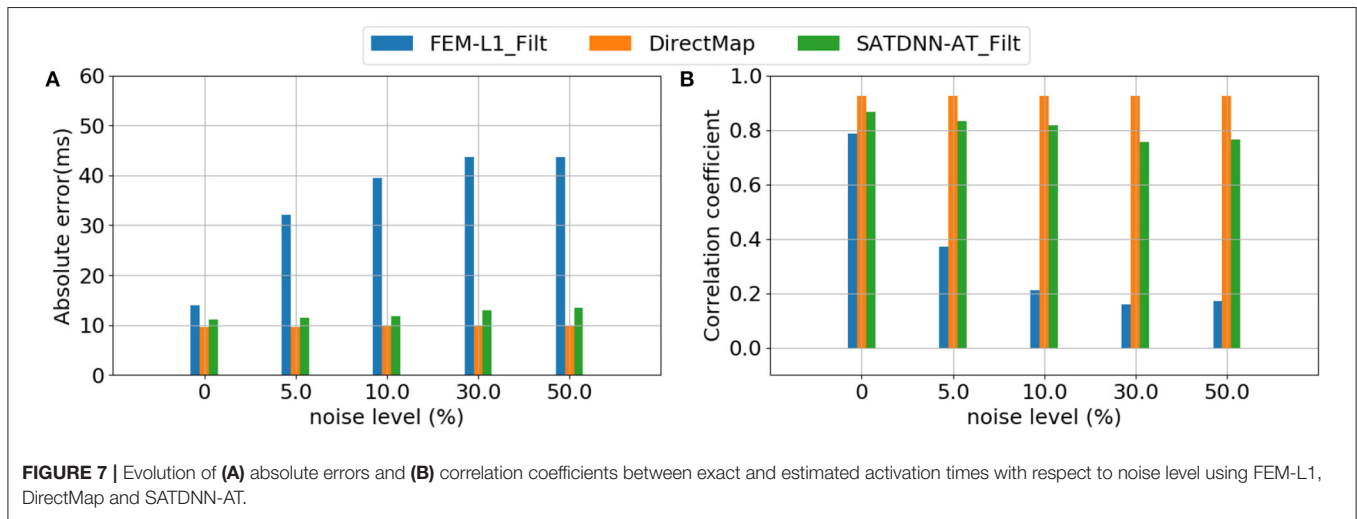 FEM-L1_Filt DirectMap SATDNN-AT_Filt
A
60
50
40
30
20
10
0
Absolute error(ms)
0 5.0 10.0 30.0 50.0
noise level (%)
B
1.0
0.8
0.6
0.4
0.2
0.0
Correlation coefficient
0 5.0 10.0 30.0 50.0
noise level (%)
FIGURE 7 | Evolution of (A) absolute errors and (B) correlation coefficients between exact and estimated activation times with respect to noise level using FEM-L1,
DirectMap and SATDNN-AT.